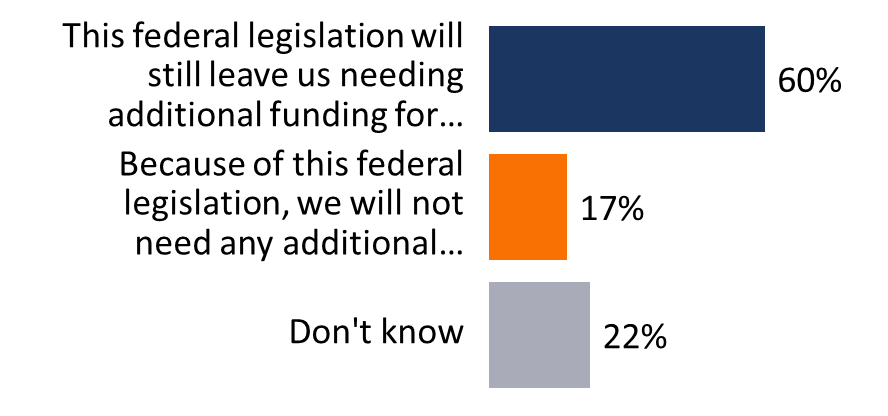 This federal legislation will
still leave us needing
additional funding for...
60%
Because of this federal
legislation, we will not
need any additional...
17%
Don't know
22%